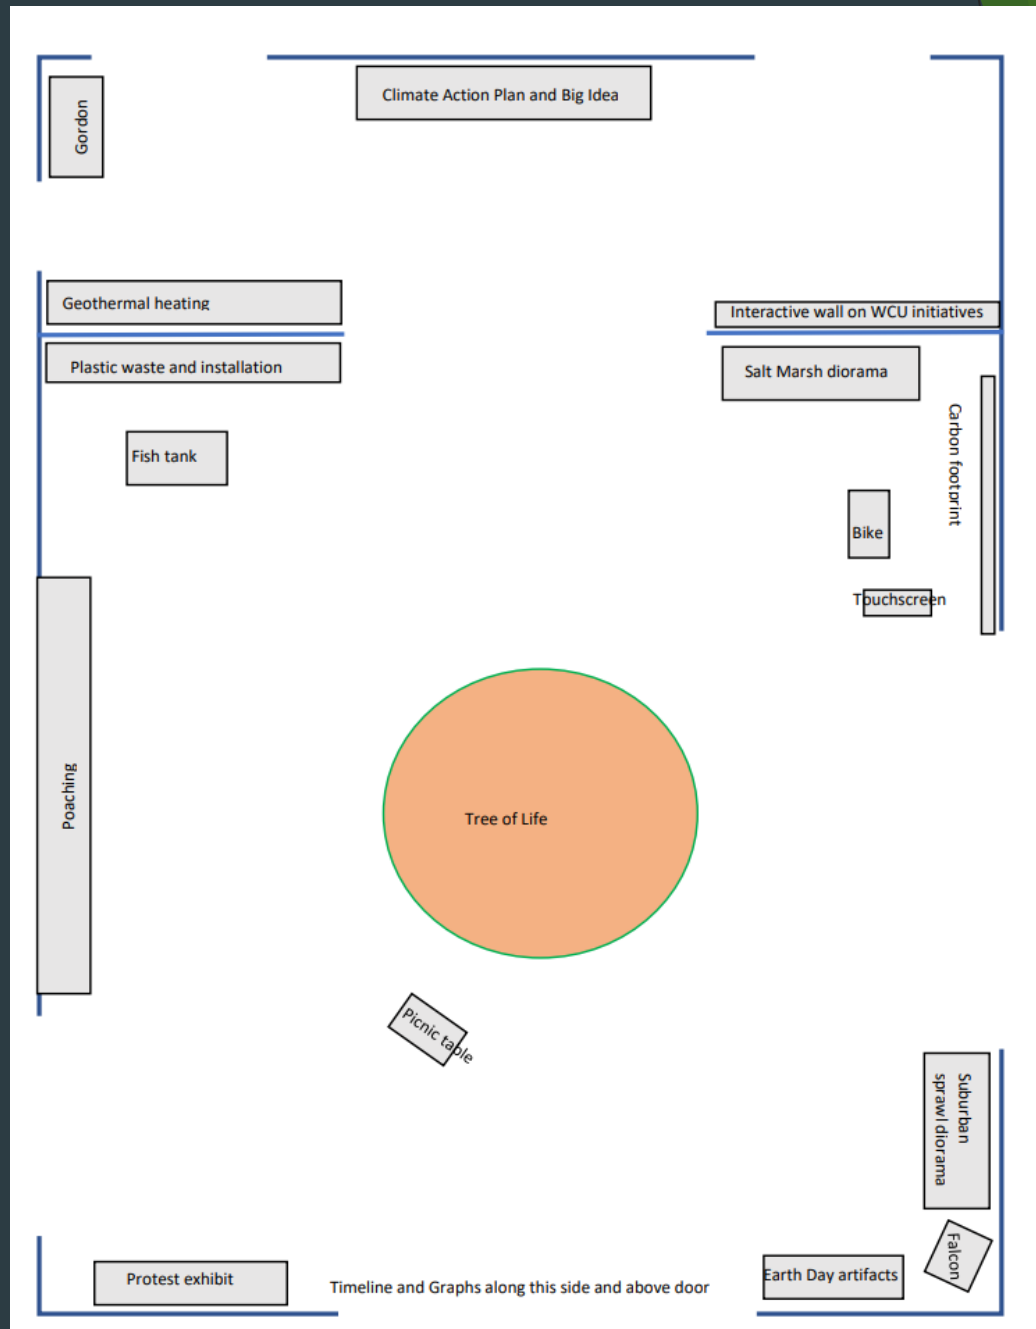 Climate Action Plan and Big Idea
Gordon
Geothermal heating
Interactive wall on WCU initiatives
Plastic waste and installation
Salt Marsh diorama
Carbon footprint
Fish tank
Bike
Touchscreen
Poaching
Tree of Life
Picnic table
Suburban
sprawl diorama
Falcon
Protest exhibit
Timeline and Graphs along this side and above door
Earth Day artifacts